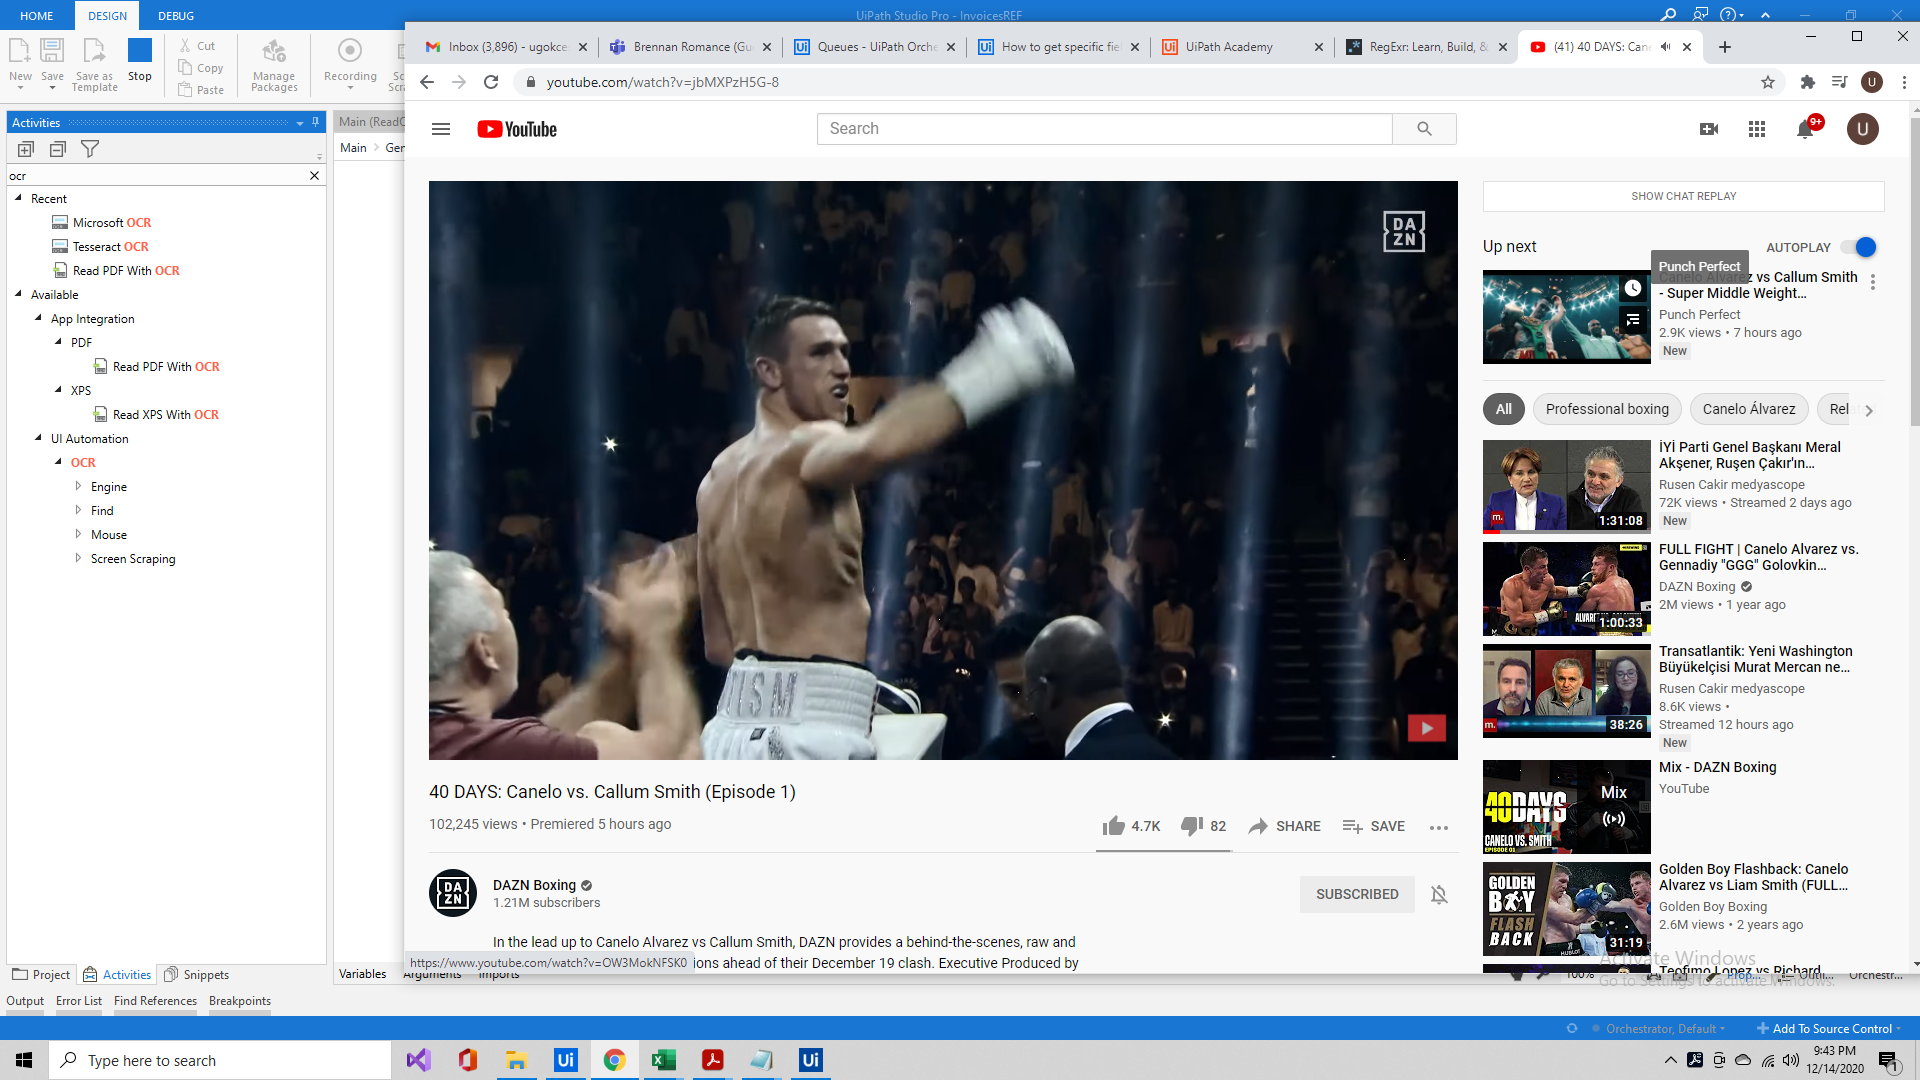 HOME
DESIGN
DEBUG
UiPath Studio Pro - InvoicesREF
New
Save
Save as
Template
Stop
Cut
Copy
Paste
Manage
Packages
Recording
Activities
ocr
Recent
Microsoft OCR
Tesseract OCR
Read PDF With OCR
Available
App Integration
PDF
Read PDF With OCR
XPS
Read XPS With OCR
UI Automation
OCR
Engine
Find
Mouse
Screen Scraping
Project
Activities
Snippets
Output
Error List
Find References
Breakpoints
Main
Variables
Arguments
Imports
Inbox (3,896) - ugokce
Brennan Romance (Gu
Queues - UiPath Orche
How to get specific fie
UiPath Academy
RegExr: Learn, Build, &
(41) 40 DAYS: Can
youtube.com/watch?v=jbMXPzH5G-8
U
YouTube
Search
9+
U
DAZN
ISM
40 DAYS: Canelo vs. Callum Smith (Episode 1)
102,245 views • Premiered 5 hours ago
4.7K
82
SHARE
SAVE
DAZN
DAZN Boxing
1.21M subscribers
SUBSCRIBED
In the lead up to Canelo Alvarez vs Callum Smith, DAZN provides a behind-the-scenes, raw and
ions ahead of their December 19 clash. Executive Produced by
https://www.youtube.com/watch?v=OW3MokNFSK0
SHOW CHAT REPLAY
Up next
AUTOPLAY
Punch Perfect
Canelo Alvarez vs Callum Smith
- Super Middle Weight...
Punch Perfect
2.9K views • 7 hours ago
New
All
Professional boxing
Canelo Álvarez
Rel
İYİ Parti Genel Başkanı Meral
Akşener, Ruşen Çakır'ın...
Rusen Cakir medyascope
72K views • Streamed 2 days ago
New
m.
1:31:08
FULL FIGHT | Canelo Alvarez vs.
Gennadiy "GGG" Golovkin...
DAZN Boxing
2M views • 1 year ago
1:00:33
Transatlantik: Yeni Washington
Büyükelçisi Murat Mercan ne...
Rusen Cakir medyascope
8.6K views •
Streamed 12 hours ago
New
m.
38:26
Mix - DAZN Boxing
YouTube
Mix
40DAYS
CANELO VS. SMITH
EPISODE 01
Golden Boy Flashback: Canelo
Alvarez vs Liam Smith (FULL...
Golden Boy Boxing
2.6M views • 2 years ago
GOLDEN
BOY
FLASH
BACK
31:19
Teofimo Lopez vs Richard
Activate Windows
Go to Settings to activate Windows.
100%
Orchestr...
Orchestrator, Default
Add To Source Control
Type here to search
9:43 PM
12/14/2020
1